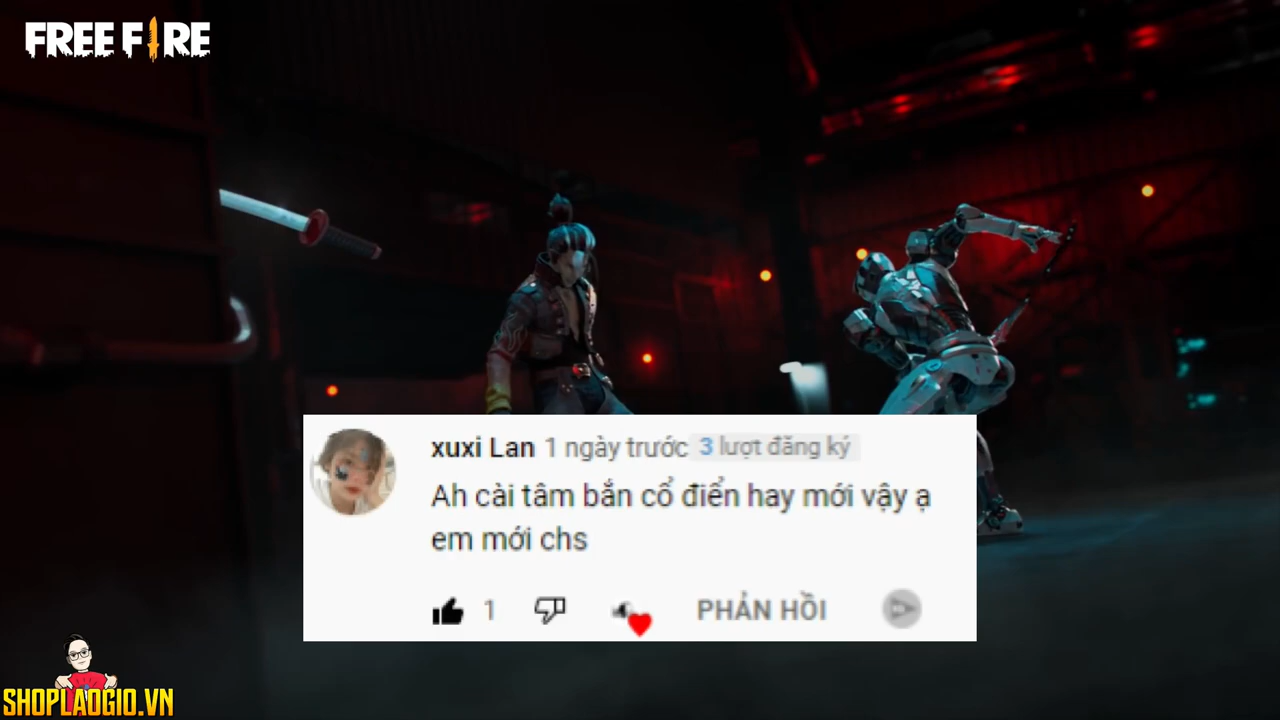 FREE FIRE
xuxi Lan 1 ngày trước 3 lượt đăng ký
Ah cài tâm bắn cổ điển hay mới vậy ạ
em mới chs
1 PHẢN HỒI
SHOPLAOGIO.VN